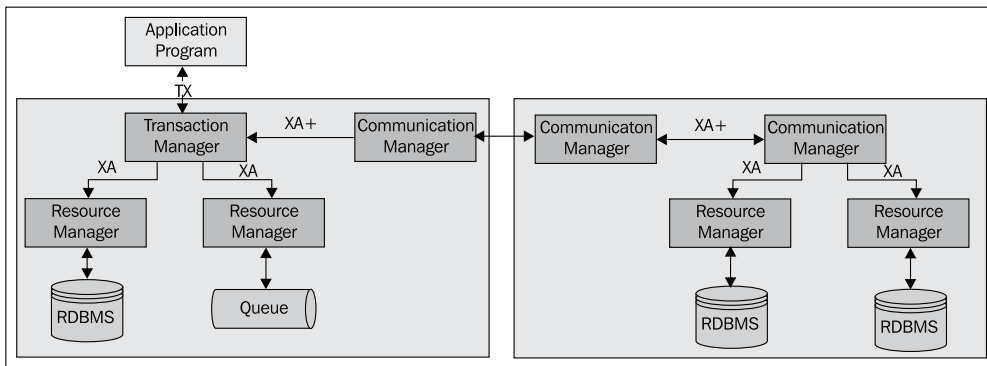 Application
Program
TX
Transaction
Manager
XA+
Communication
Manager
Communicaton
Manager
XA+
Communication
Manager
XA
XA
XA
XA
Resource
Manager
Resource
Manager
Resource
Manager
Resource
Manager
RDBMS
Queue
RDBMS
RDBMS